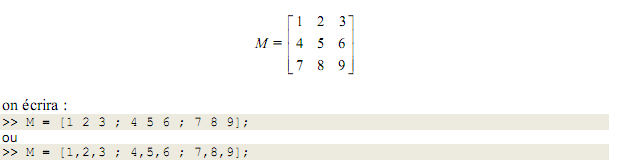 1 2 3
M = 4 5 6
7 8 9
on écrira :
>> M = [1 2 3 ; 4 5 6 ; 7 8 9];
ou
>> M = [1,2,3 ; 4,5,6 ; 7,8,9];